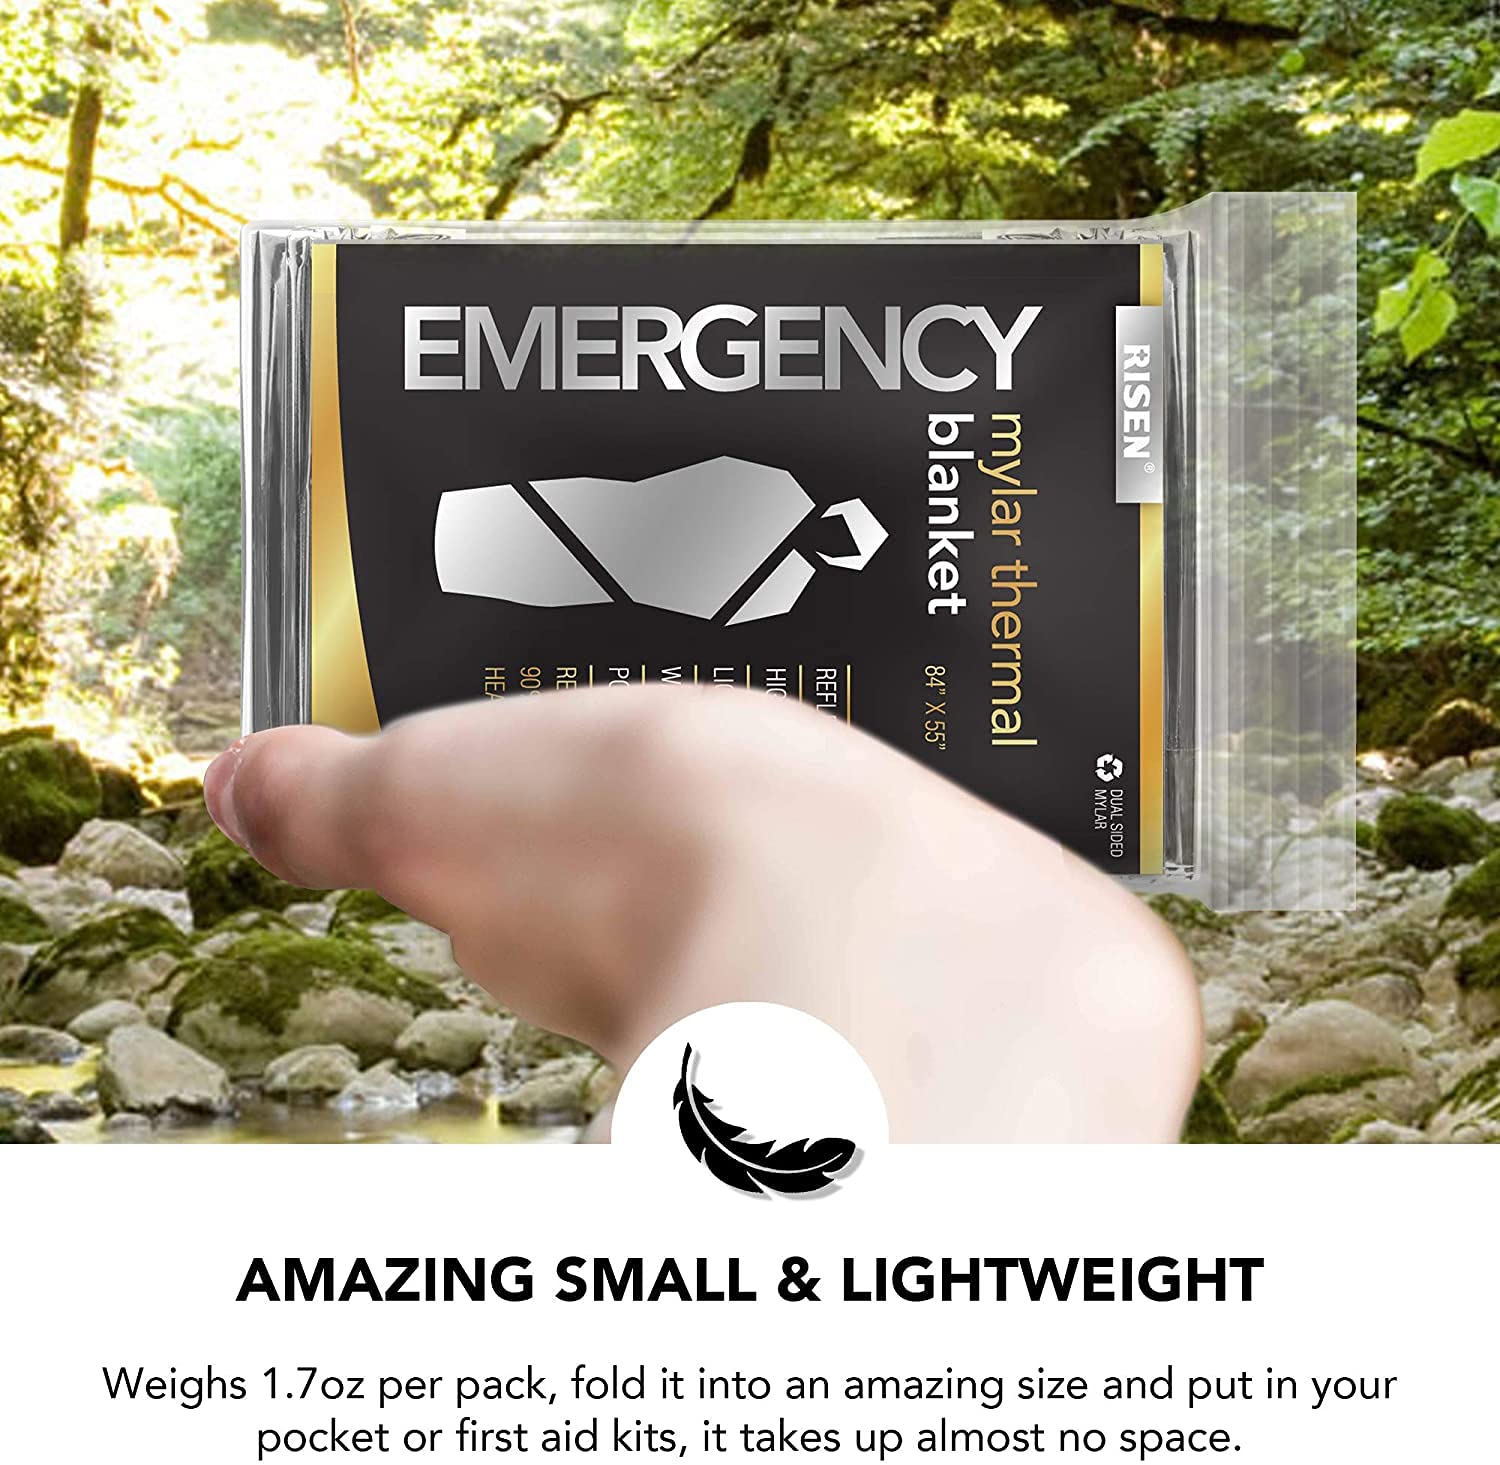 EMERGENCY
mylar thermal
blanket
84” X 55”
RISEN®
DUAL SIDED
MYLAR
AMAZING SMALL & LIGHTWEIGHT
Weighs 1.7oz per pack, fold it into an amazing size and put in your
pocket or first aid kits, it takes up almost no space.